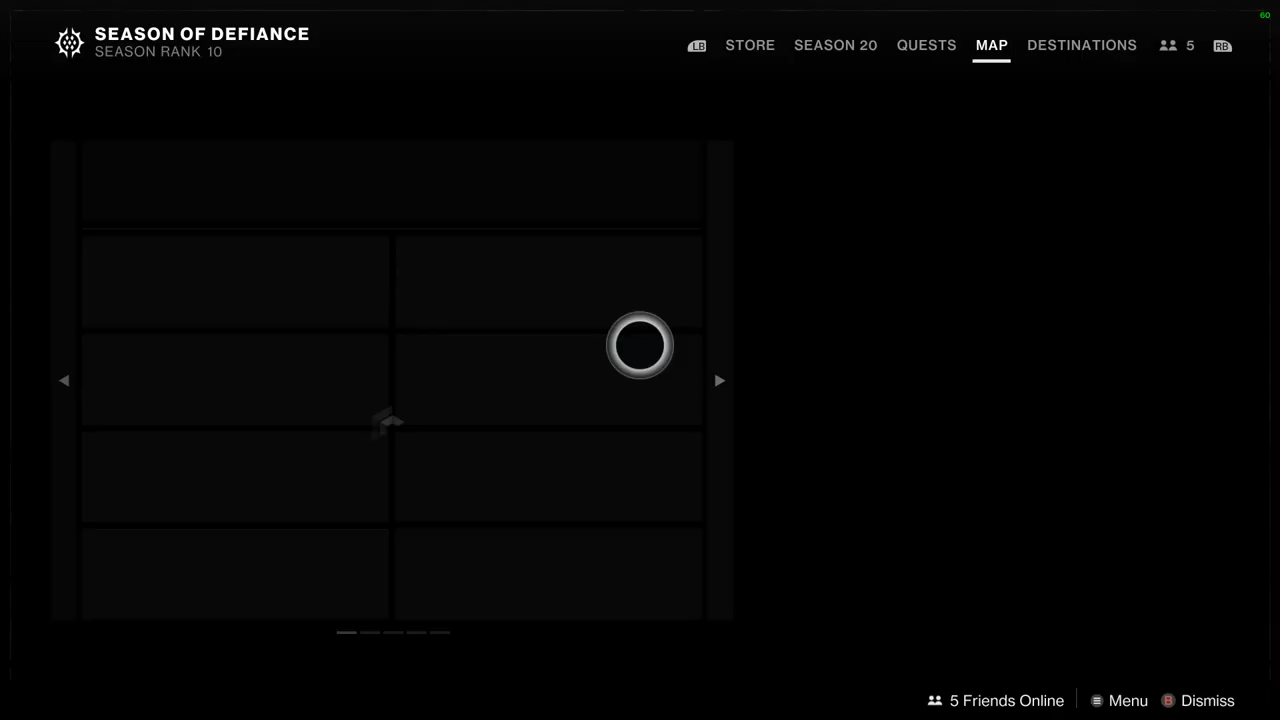 60
SEASON OF DEFIANCE
SEASON RANK 10
LB STORE SEASON 20 QUESTS MAP DESTINATIONS 5 RB
5 Friends Online Menu B Dismiss